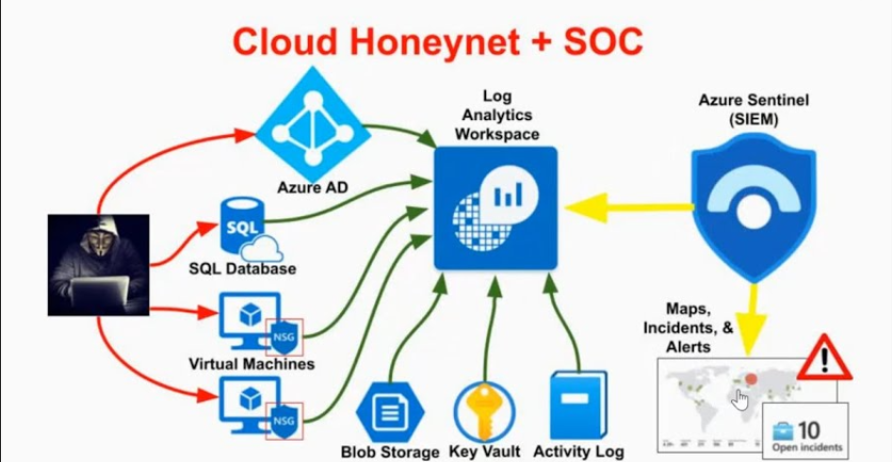 Cloud Honeynet + SOC
Log
Analytics
Workspace
Azure Sentinel
(SIEM)
Azure AD
SQL
SQL Database
NSG
Virtual Machines
NSG
Maps,
Incidents, &
Alerts
10
Open incidents
Blob Storage
Key Vault
Activity Log